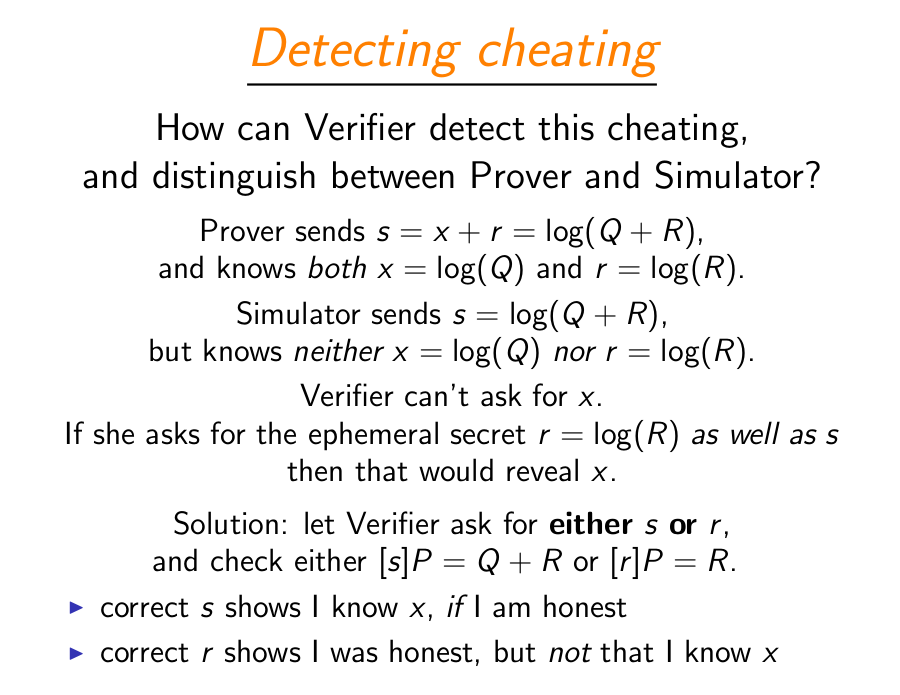 Detecting cheating
How can Verifier detect this cheating,
and distinguish between Prover and Simulator?
Prover sends s = x + r = log(Q + R),
and knows both x = log(Q) and r = log(R).
Simulator sends s = log(Q + R),
but knows neither x = log(Q) nor r = log(R).
Verifier can't ask for x.
If she asks for the ephemeral secret r = log(R) as well as s
then that would reveal x.
Solution: let Verifier ask for either s or r,
and check either [s]P = Q + R or [r]P = R.
▶ correct s shows I know x, if I am honest
▶ correct r shows I was honest, but not that I know x